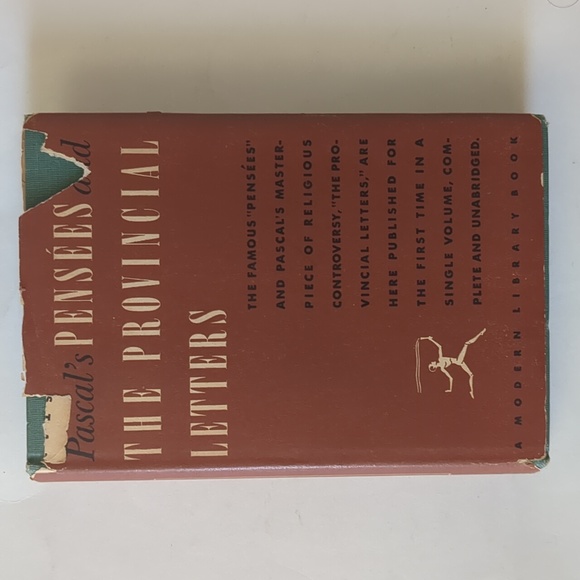 Pascal's PENSÉES and
THE PROVINCIAL
LETTERS
THE FAMOUS "PENSÉES"
AND PASCAL'S MASTER-
PIECE OF RELIGIOUS
CONTROVERSY, "THE PRO-
VINCIAL LETTERS," ARE
HERE PUBLISHED FOR
THE FIRST TIME IN A
SINGLE VOLUME, COM-
PLETE AND UNABRIDGED.
A MODERN LIBRARY BOOK